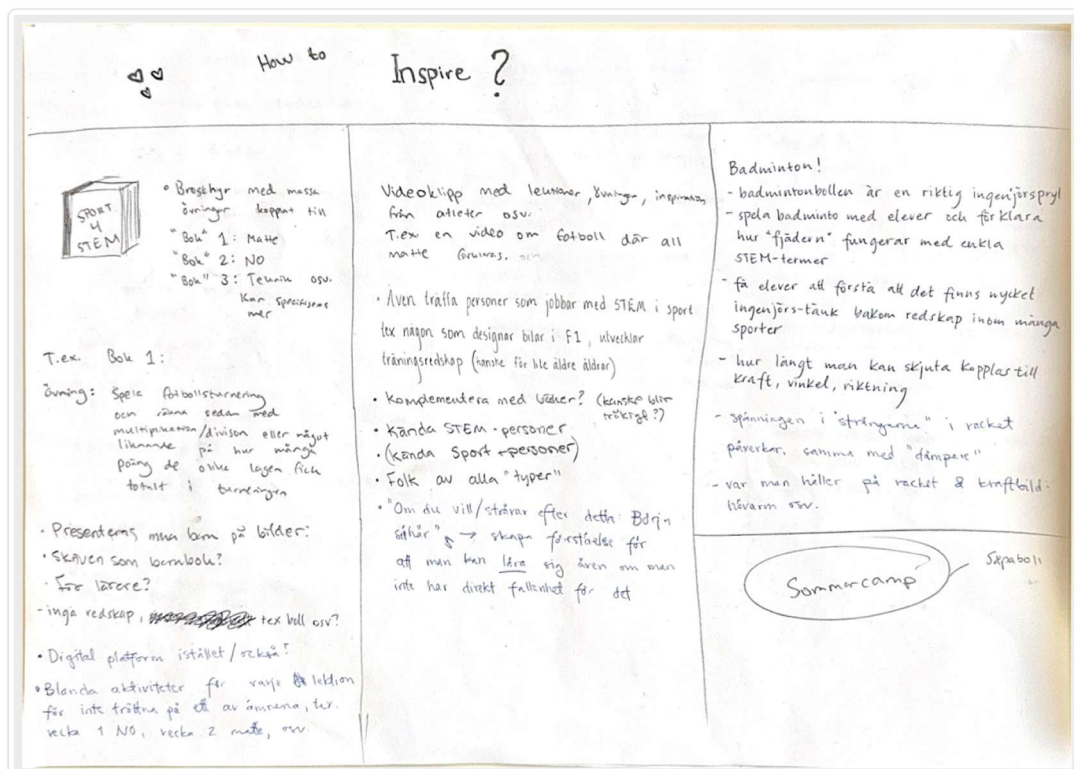 How to Inspire ?
SPORT
4
STEM
• Broschyr med massa
övningar kopplat till
"Bok" 1: Matte
"Bok" 2: NO
"Bok" 3: Teknik osv.
Kan specificeras
mer
T.ex. Bok 1:
övning: Spela fotbollsturnering
och räkna sedan med
multiplikation/divison eller något
liknande på hur många
poäng de olika lagen fick
totalt i turneringen
• Presenteras mha barn på bilder:
• som barnbok?
• För lärare?
- inga redskap, tex boll osv?
• Digital platform istället/också?
• Blanda aktiviteter för varje lektion
för inte tröttna på ett av ämnena, t.ex.
vecka 1 NO, vecka 2 matte, osv
Videoklipp med lektioner, övningar, inspiration
från atleter osv.
T.ex en video om fotboll där all
matte förklaras.
• Även träffa personer som jobbar med STEM i sport
tex någon som designar bilar i F1, utvecklar
träningsredskap (kanske för lite äldre åldrar)
• Komplementera med böcker? (kanske blir
tråkigt?)
• Kända STEM-personer
• (kända Sport-personer)
• Folk av alla "typer"
• "Om du vill/strävar efter detta: Börja
såhär" → skapa förståelse för
att man kan lära sig även om man
inte har direkt fallenhet för det
Badminton!
- badmintonbollen är en riktig ingenjörspryl
- spela badminto med elever och förklara
hur "fjädern" fungerar med enkla
STEM-termer
- få elever att förstå att det finns mycket
ingenjörs-tänk bakom redskap inom många
sporter
- hur långt man kan skjuta kopplas till
kraft, vinkel, riktning
- spänningen i "strängarna" i racket
påverkar, samma med "dämpare"
- var man håller på racket & kraftbild:
hävarm osv.
Sommarcamp